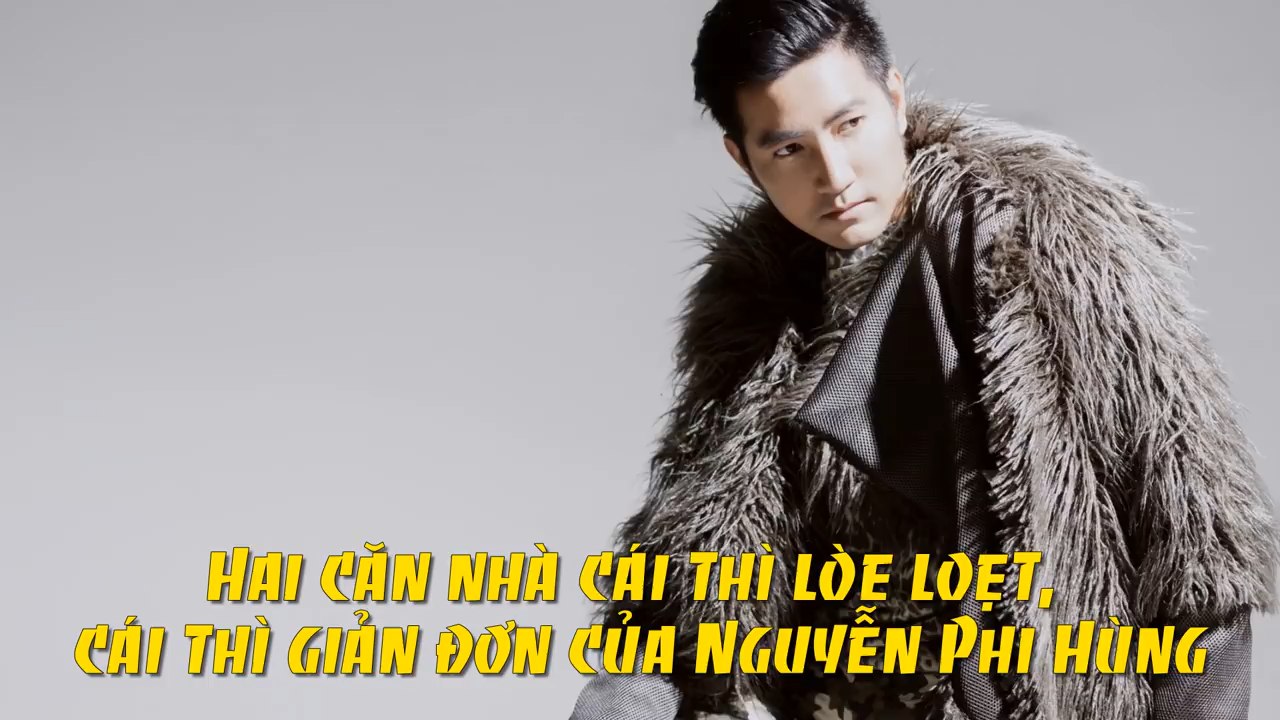 Hai căn nhà cái thì lòe loẹt,
cái thì giản đơn của Nguyễn Phi Hùng